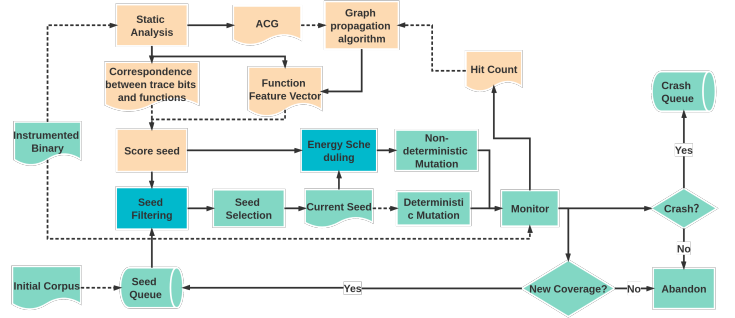 Static
Analysis
ACG
Graph
propagation
algorithm
Correspondence
between trace bits
and functions
Function
Feature Vector
Hit Count
Crash
Queue
Instrumented
Binary
Score seed
Energy Sche
duling
Non-
deterministic
Mutation
Yes
Seed
Filtering
Seed
Selection
Current Seed
Deterministi
c Mutation
Monitor
Crash?
No
Initial Corpus
Seed
Queue
Yes
New Coverage?
No
Abandon